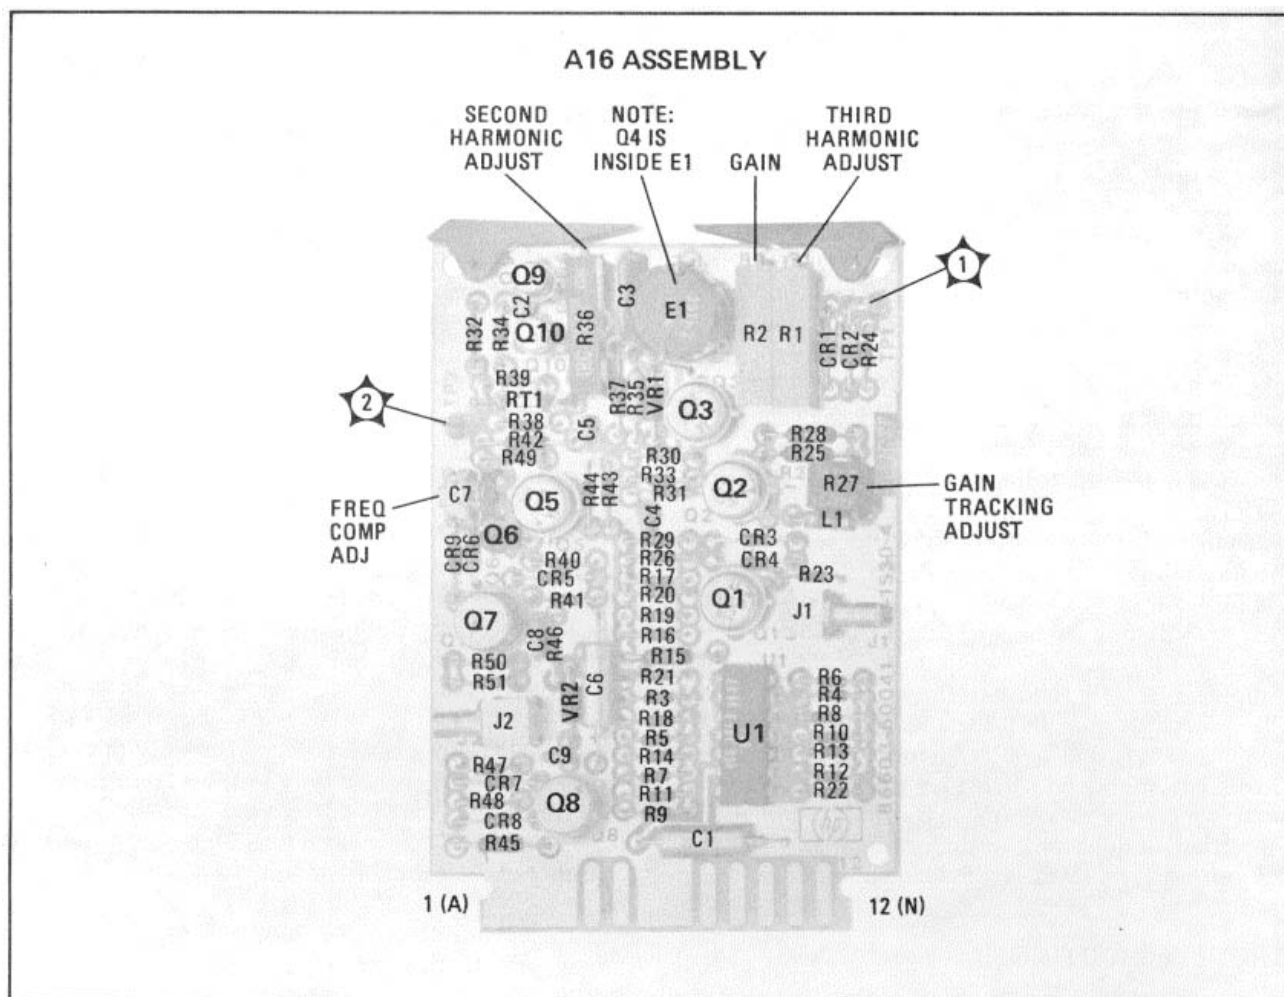 A16 ASSEMBLY
SECOND
HARMONIC
ADJUST
NOTE:
Q4 IS
INSIDE E1
GAIN
THIRD
HARMONIC
ADJUST
1
Q9
C2
R32
R34
Q10
R36
C3
E1
R2
R1
CR1
CR2
R24
R39
RT1
R38
R42
R49
2
C5
R37
R35
VR1
Q3
R28
R25
R30
R33
R31
Q2
R27
L1
GAIN
TRACKING
ADJUST
FREQ
COMP
ADJ
C7
Q5
R44
R43
C4
Q6
CR9
CR6
R40
CR5
R41
R29
R26
R17
R20
R19
R16
R15
R21
R3
R18
R5
R14
R7
R11
R9
CR3
CR4
R23
Q1
J1
Q7
C8
R46
R50
R51
J2
VR2
C6
C9
U1
R6
R4
R8
R10
R13
R12
R22
R47
CR7
R48
CR8
R45
Q8
C1
1 (A)
12 (N)